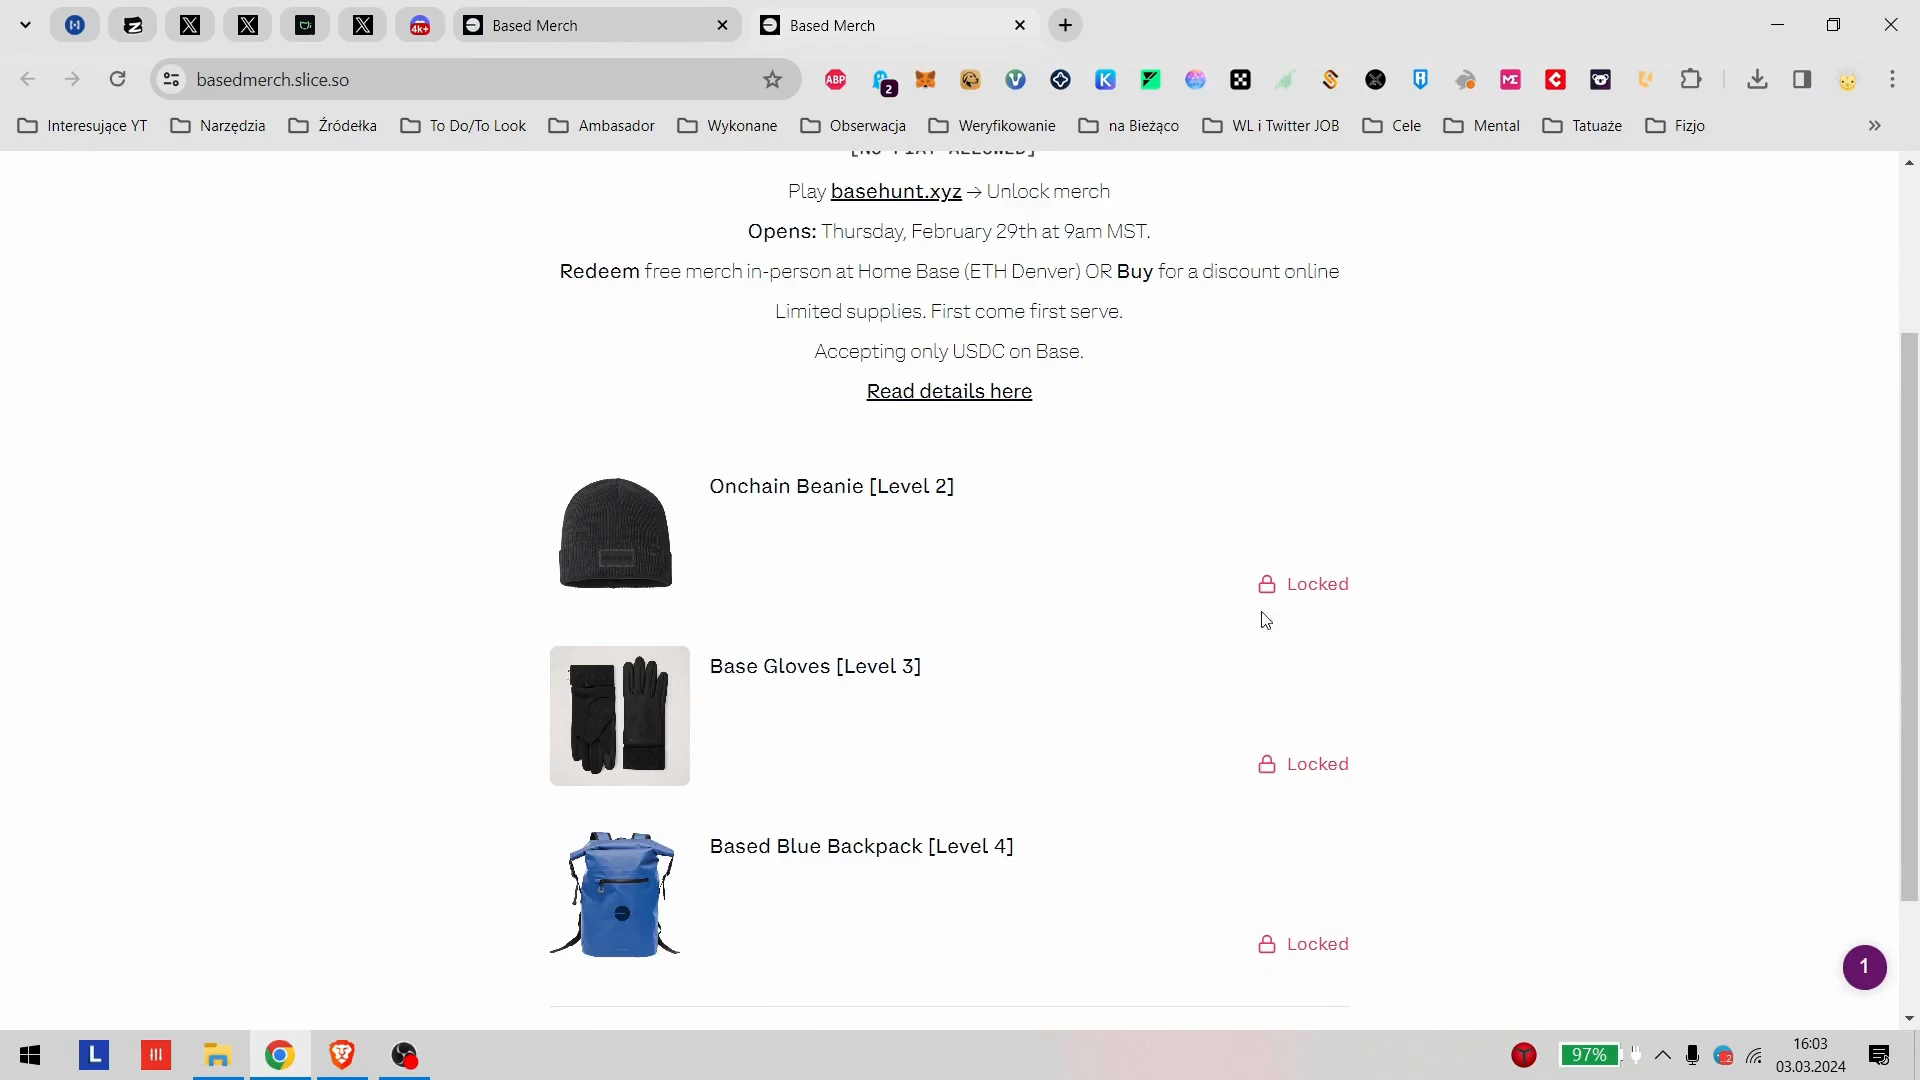 4K+
Based Merch
Based Merch
basedmerch.slice.so
ABP
2
Interesujące YT
Narzędzia
Źródełka
To Do/To Look
Ambasador
Wykonane
Obserwacja
Weryfikowanie
na Bieżąco
WL i Twitter JOB
Cele
Mental
Tatuaże
Fizjo
[NO FIAT ALLOWED]
Play basehunt.xyz → Unlock merch
Opens: Thursday, February 29th at 9am MST.
Redeem free merch in-person at Home Base (ETH Denver) OR Buy for a discount online
Limited supplies. First come first serve.
Accepting only USDC on Base.
Read details here
Onchain Beanie [Level 2]
Locked
Base Gloves [Level 3]
Locked
Based Blue Backpack [Level 4]
Locked
1
L
97%
16:03
03.03.2024